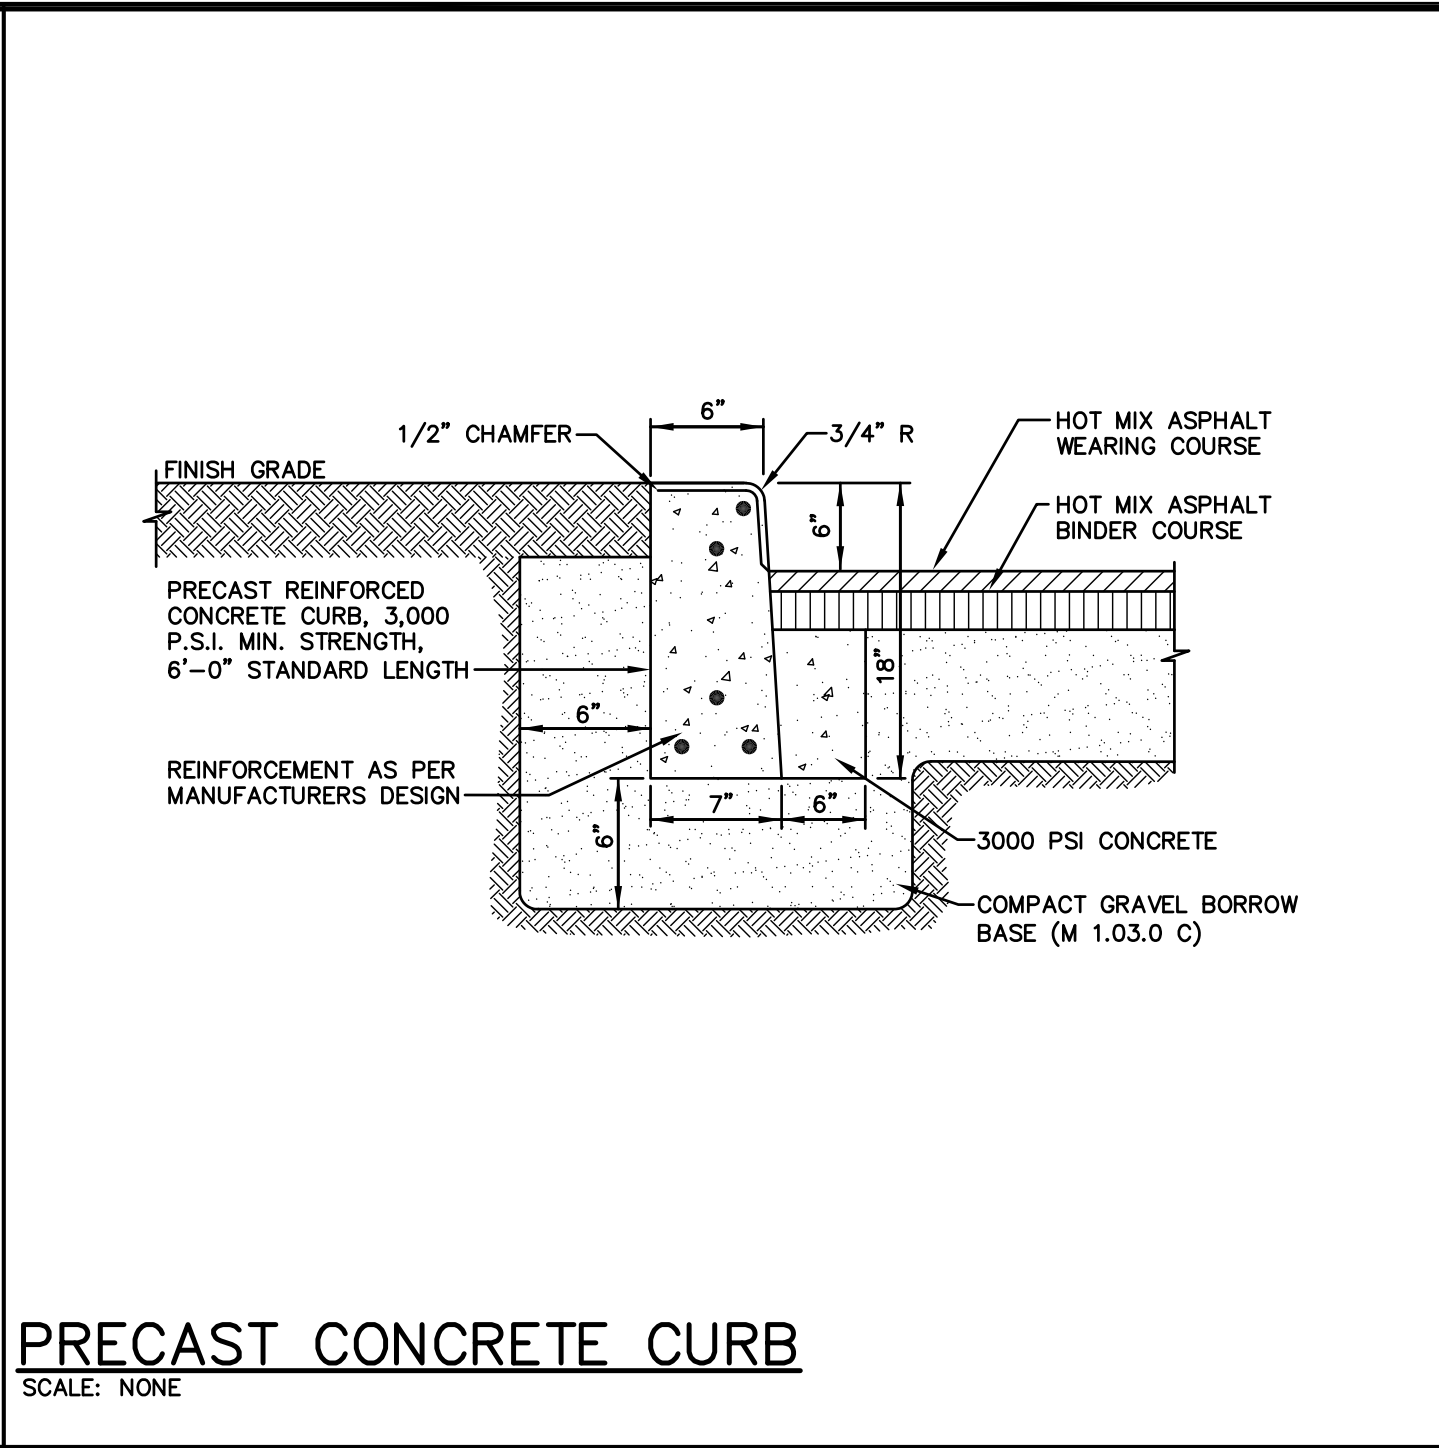 6"
1/2" CHAMFER
3/4" R
HOT MIX ASPHALT
WEARING COURSE
FINISH GRADE
6"
HOT MIX ASPHALT
BINDER COURSE
PRECAST REINFORCED
CONCRETE CURB, 3,000
P.S.I. MIN. STRENGTH,
6'-0" STANDARD LENGTH
18"
6"
REINFORCEMENT AS PER
MANUFACTURERS DESIGN
7"
6"
6"
3000 PSI CONCRETE
COMPACT GRAVEL BORROW
BASE (M 1.03.0 C)
PRECAST CONCRETE CURB
SCALE: NONE